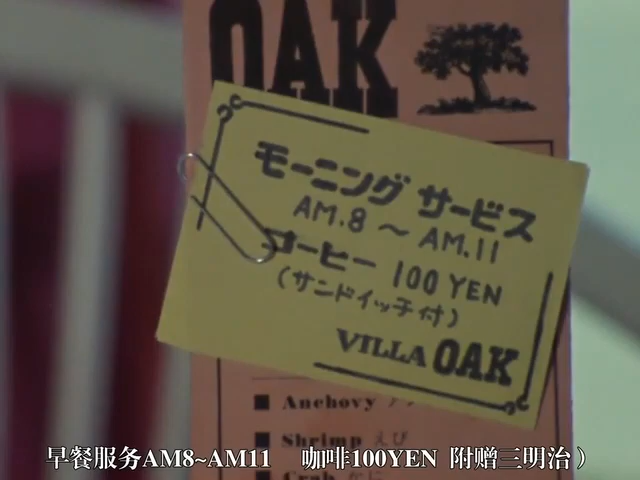 OAK
モーニング サービス
AM.8 ～ AM.11
コーヒー 100 YEN
(サンドイッチ付)
VILLA OAK
■ Anchovy
■ Shrimp えび
■ Crab かに
早餐服务AM8~AM11 咖啡100YEN 附赠三明治）